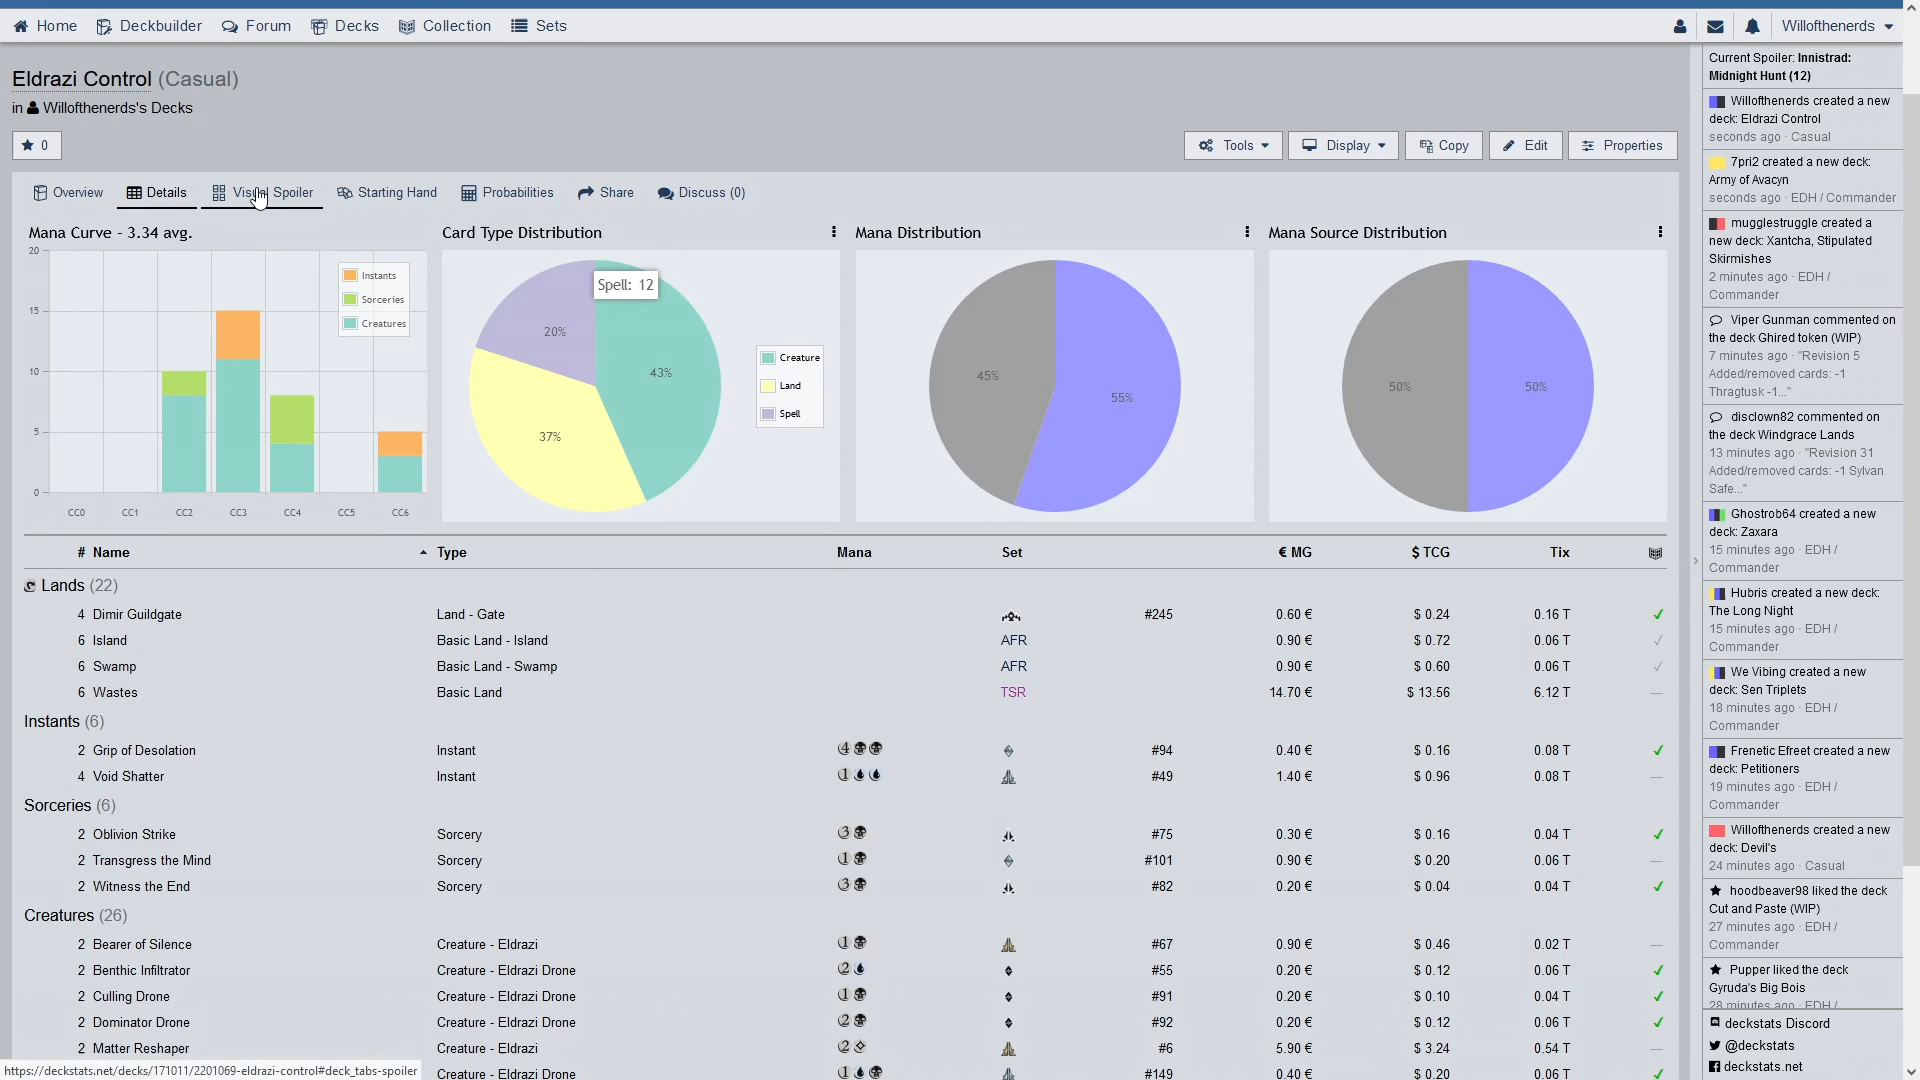 Home Deckbuilder Forum Decks Collection Sets Willofthenerds
Eldrazi Control (Casual)
in Willofthenerds's Decks
0 Tools Display Copy Edit Properties
Overview Details Visual Spoiler Starting Hand Probabilities Share Discuss (0)
Mana Curve - 3.34 avg.
20
15
10
5
0
CC0 CC1 CC2 CC3 CC4 CC5 CC6
Instants
Sorceries
Creatures
Card Type Distribution
Spell: 12
20%
43%
37%
Creature
Land
Spell
Mana Distribution
45%
55%
Mana Source Distribution
50% 50%
# Name Type Mana Set € MG $ TCG Tix
Lands (22)
4 Dimir Guildgate Land - Gate #245 0.60 € $ 0.24 0.16 T
6 Island Basic Land - Island AFR 0.90 € $ 0.72 0.06 T
6 Swamp Basic Land - Swamp AFR 0.90 € $ 0.60 0.06 T
6 Wastes Basic Land TSR 14.70 € $ 13.56 6.12 T
Instants (6)
2 Grip of Desolation Instant 4 #94 0.40 € $ 0.16 0.08 T
4 Void Shatter Instant 1 #49 1.40 € $ 0.96 0.08 T
Sorceries (6)
2 Oblivion Strike Sorcery 3 #75 0.30 € $ 0.16 0.04 T
2 Transgress the Mind Sorcery 1 #101 0.90 € $ 0.20 0.06 T
2 Witness the End Sorcery 3 #82 0.20 € $ 0.04 0.04 T
Creatures (26)
2 Bearer of Silence Creature - Eldrazi 1 #67 0.90 € $ 0.46 0.02 T
2 Benthic Infiltrator Creature - Eldrazi Drone 2 #55 0.20 € $ 0.12 0.06 T
2 Culling Drone Creature - Eldrazi Drone 1 #91 0.20 € $ 0.10 0.04 T
2 Dominator Drone Creature - Eldrazi Drone 2 #92 0.20 € $ 0.12 0.06 T
2 Matter Reshaper Creature - Eldrazi 2 #6 5.90 € $ 3.24 0.54 T
Creature - Eldrazi Drone 1 #149 0.40 € $ 0.20 0.06 T
https://deckstats.net/decks/171011/2201069-eldrazi-control#deck_tabs-spoiler
Current Spoiler: Innistrad:
Midnight Hunt (12)
Willofthenerds created a new
deck: Eldrazi Control
seconds ago · Casual
7pri2 created a new deck:
Army of Avacyn
seconds ago · EDH / Commander
mugglestruggle created a
new deck: Xantcha, Stipulated
Skirmishes
2 minutes ago · EDH /
Commander
Viper Gunman commented on
the deck Ghired token (WIP)
7 minutes ago · "Revision 5
Added/removed cards: -1
Thragtusk -1..."
disclown82 commented on
the deck Windgrace Lands
13 minutes ago · "Revision 31
Added/removed cards: -1 Sylvan
Safe..."
Ghostrob64 created a new
deck: Zaxara
15 minutes ago · EDH /
Commander
Hubris created a new deck:
The Long Night
15 minutes ago · EDH /
Commander
We Vibing created a new
deck: Sen Triplets
18 minutes ago · EDH /
Commander
Frenetic Efreet created a new
deck: Petitioners
19 minutes ago · EDH /
Commander
Willofthenerds created a new
deck: Devil's
24 minutes ago · Casual
hoodbeaver98 liked the deck
Cut and Paste (WIP)
27 minutes ago · EDH /
Commander
Pupper liked the deck
Gyruda's Big Bois
28 minutes ago · EDH /
deckstats Discord
@deckstats
deckstats.net